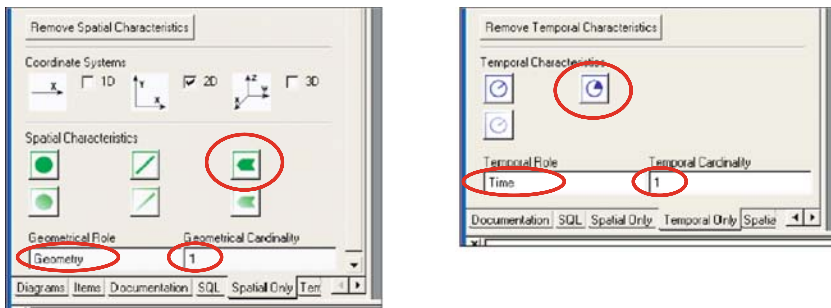 Remove Spatial Characteristics
Coordinate Systems
X 1D Y X 2D Z Y X 3D
Spatial Characteristics
Geometrical Role Geometrical Cardinality
Geometry 1
Diagrams Items Documentation SQL Spatial Only Tem
Remove Temporal Characteristics
Temporal Characteristics
Temporal Role Temporal Cardinality
Time 1
Documentation SQL Spatial Only Temporal Only Spatia